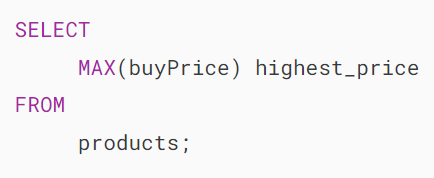 SELECT
MAX(buyPrice) highest_price
FROM
products;